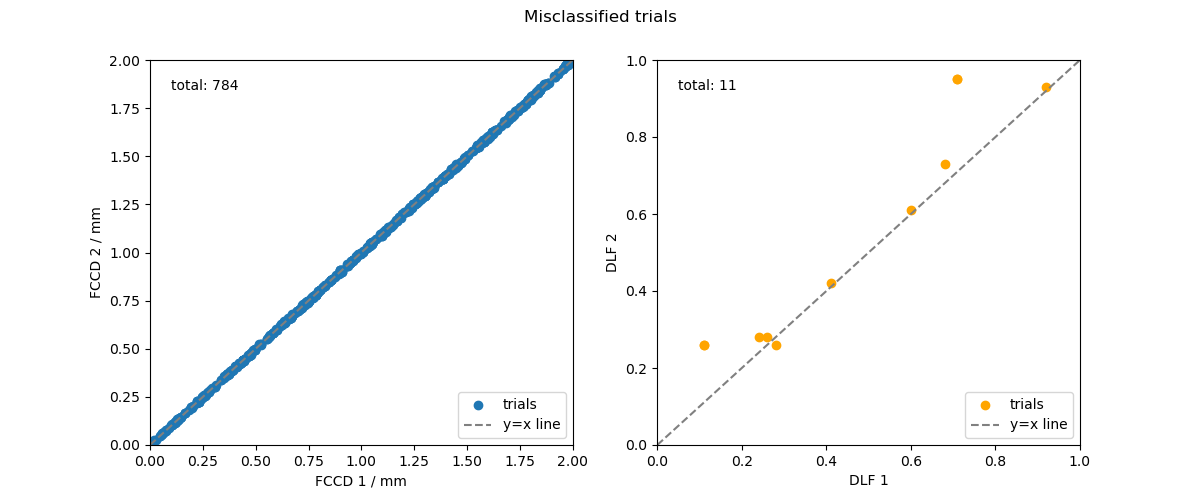 Misclassified trials
total: 784
2.00
1.75
1.50
1.25
1.00
0.75
0.50
0.25
0.00
FCCD 2 / mm
trials
y=x line
0.00 0.25 0.50 0.75 1.00 1.25 1.50 1.75 2.00
FCCD 1 / mm
total: 11
1.0
0.8
0.6
0.4
0.2
0.0
DLF 2
trials
y=x line
0.0 0.2 0.4 0.6 0.8 1.0
DLF 1